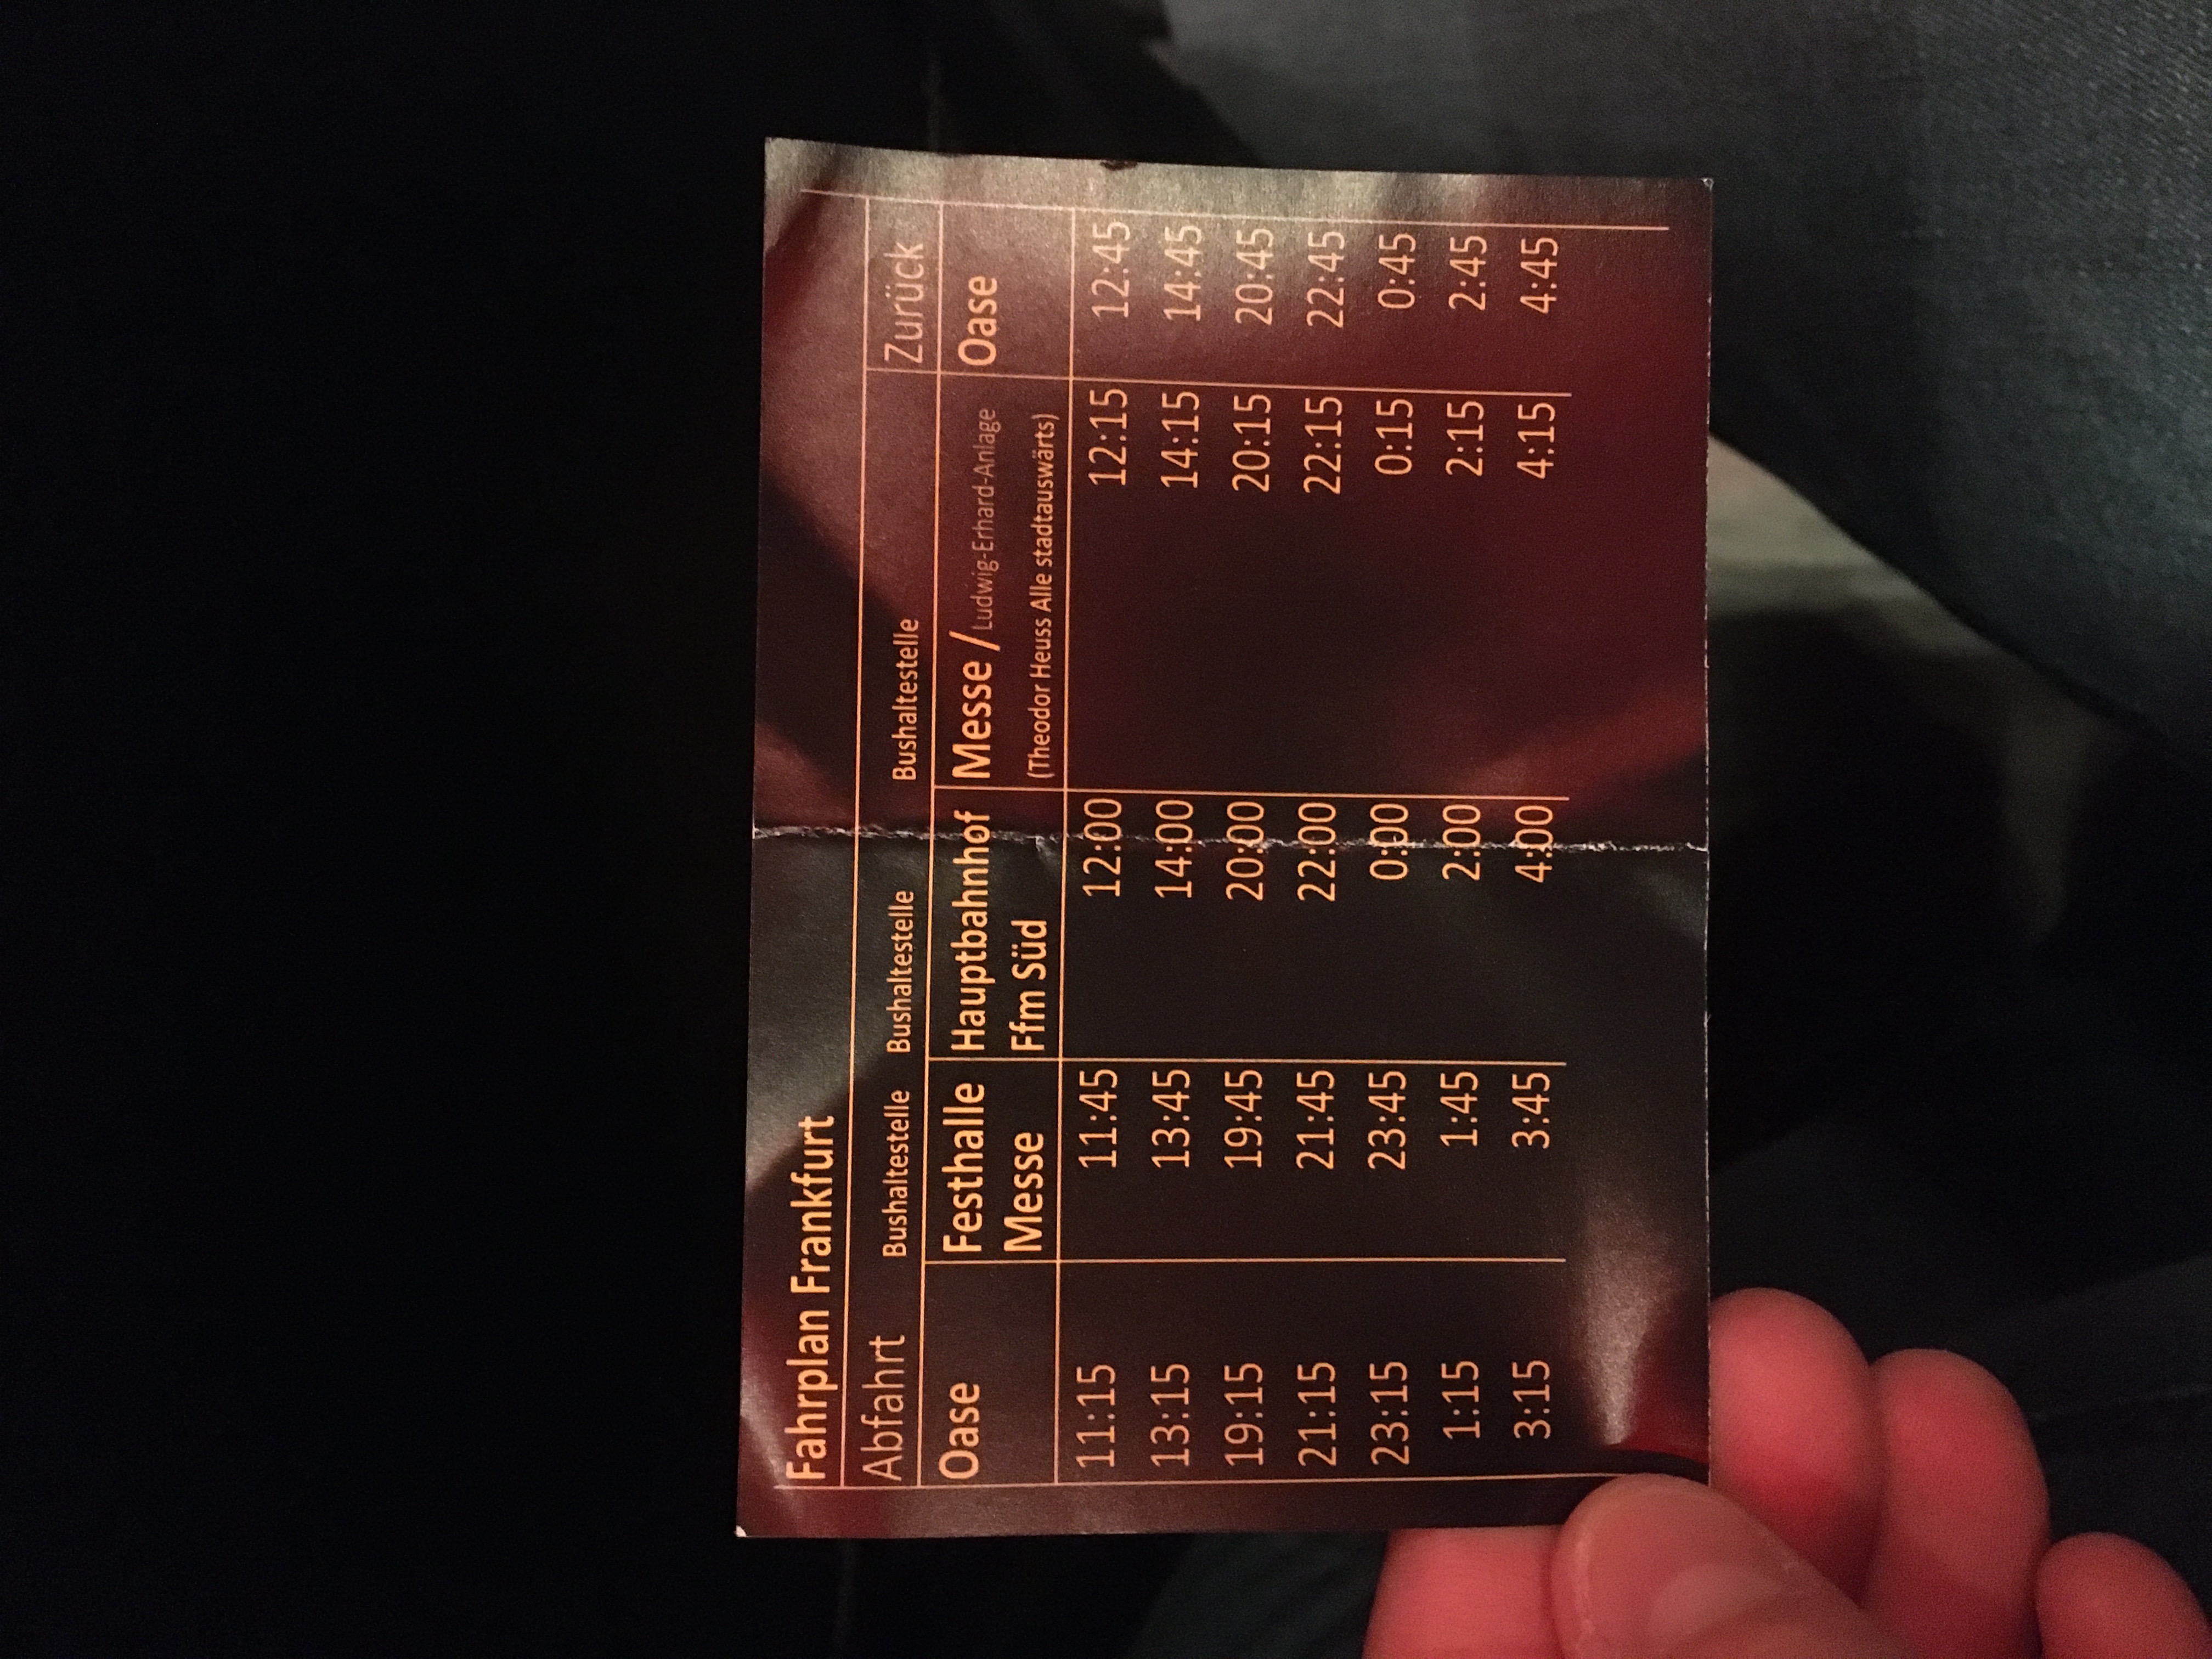 Fahrplan Frankfurt
Abfahrt Bushaltestelle Bushaltestelle Bushaltestelle Zurück
Oase Festhalle Hauptbahnhof Messe / Ludwig-Erhard-Anlage Oase
Messe Ffm Süd (Theodor Heuss Alle stadtauswärts)
11:15 11:45 12:00 12:15 12:45
13:15 13:45 14:00 14:15 14:45
19:15 19:45 20:00 20:15 20:45
21:15 21:45 22:00 22:15 22:45
23:15 23:45 0:00 0:15 0:45
1:15 1:45 2:00 2:15 2:45
3:15 3:45 4:00 4:15 4:45